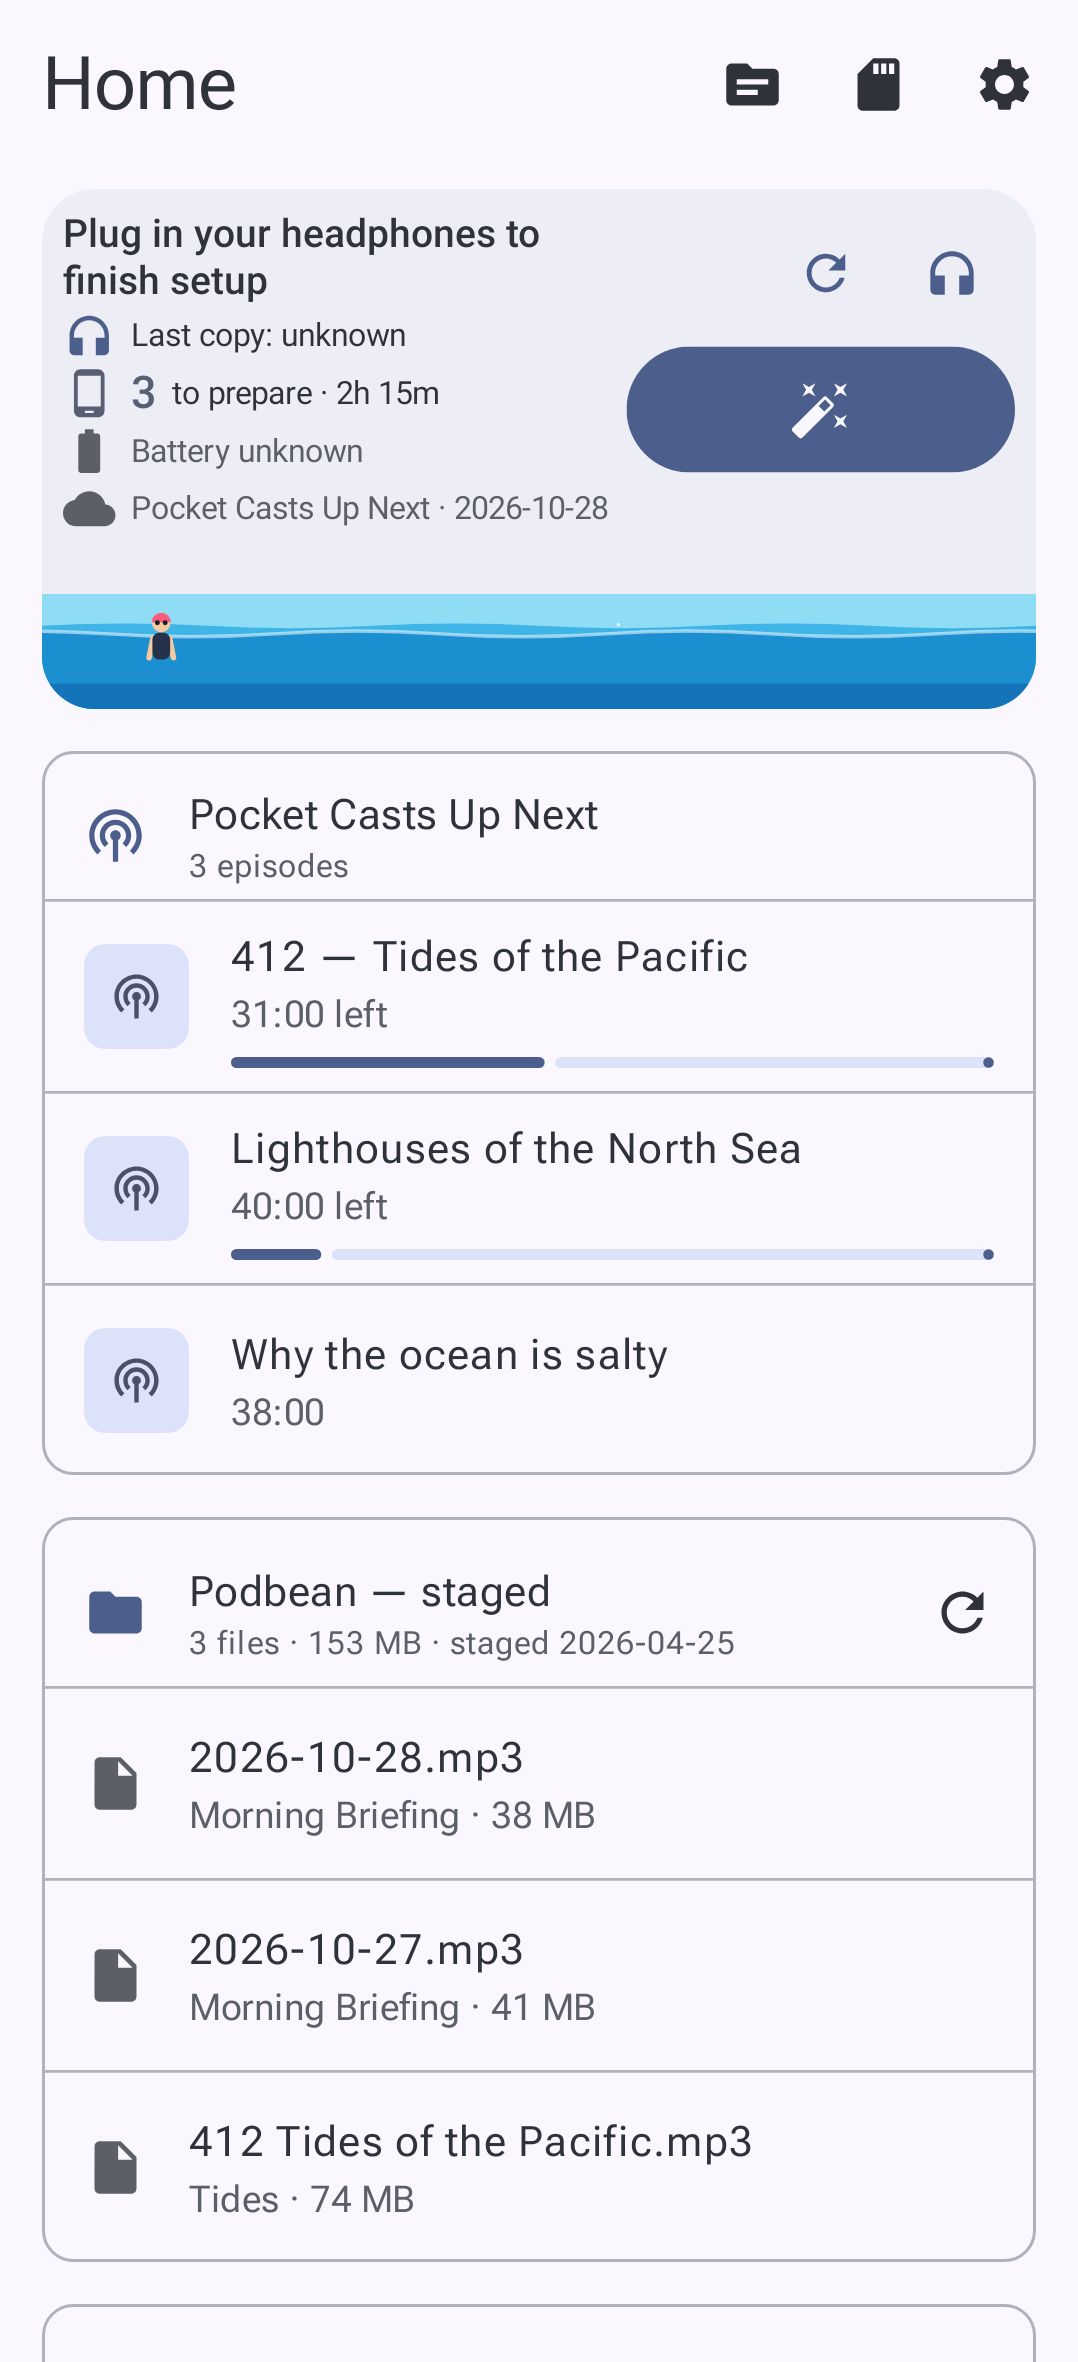 Home
Plug in your headphones to
finish setup
Last copy: unknown
3 to prepare · 2h 15m
Battery unknown
Pocket Casts Up Next · 2026-10-28
Pocket Casts Up Next
3 episodes
412 — Tides of the Pacific
31:00 left
Lighthouses of the North Sea
40:00 left
Why the ocean is salty
38:00
Podbean — staged
3 files · 153 MB · staged 2026-04-25
2026-10-28.mp3
Morning Briefing · 38 MB
2026-10-27.mp3
Morning Briefing · 41 MB
412 Tides of the Pacific.mp3
Tides · 74 MB